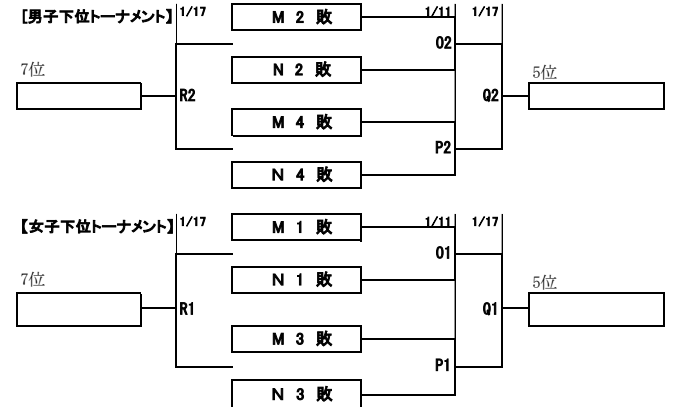 [男子下位トーナメント】 1/17 M 2 敗 1/11 1/17
O2
7位 N 2 敗 5位
R2 Q2
M 4 敗
P2
N 4 敗
【女子下位トーナメント】 1/17 M 1 敗 1/11 1/17
O1
7位 N 1 敗 5位
R1 Q1
M 3 敗
P1
N 3 敗